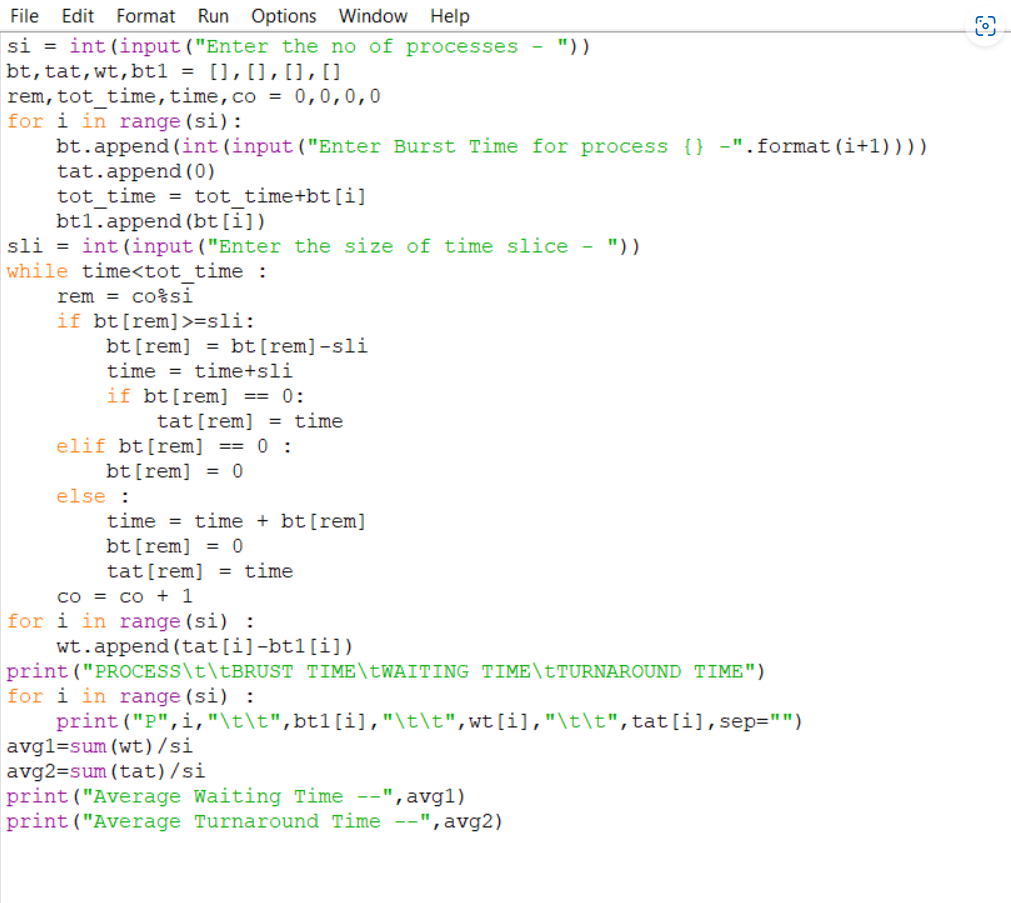 File Edit Format Run Options Window Help
si = int(input("Enter the no of processes - "))
bt,tat,wt,bt1 = [],[],[],[]
rem,tot_time,time,co = 0,0,0,0
for i in range(si):
    bt.append(int(input("Enter Burst Time for process {} -".format(i+1))))
    tat.append(0)
    tot_time = tot_time+bt[i]
    bt1.append(bt[i])
sli = int(input("Enter the size of time slice - "))
while time<tot_time :
    rem = co%si
    if bt[rem]>=sli:
        bt[rem] = bt[rem]-sli
        time = time+sli
        if bt[rem] == 0:
            tat[rem] = time
    elif bt[rem] == 0 :
        bt[rem] = 0
    else :
        time = time + bt[rem]
        bt[rem] = 0
        tat[rem] = time
    co = co + 1
for i in range(si) :
    wt.append(tat[i]-bt1[i])
print("PROCESS\t\tBRUST TIME\tWAITING TIME\tTURNAROUND TIME")
for i in range(si) :
    print("P",i,"\t\t",bt1[i],"\t\t",wt[i],"\t\t",tat[i],sep="")
avg1=sum(wt)/si
avg2=sum(tat)/si
print("Average Waiting Time --",avg1)
print("Average Turnaround Time --",avg2)